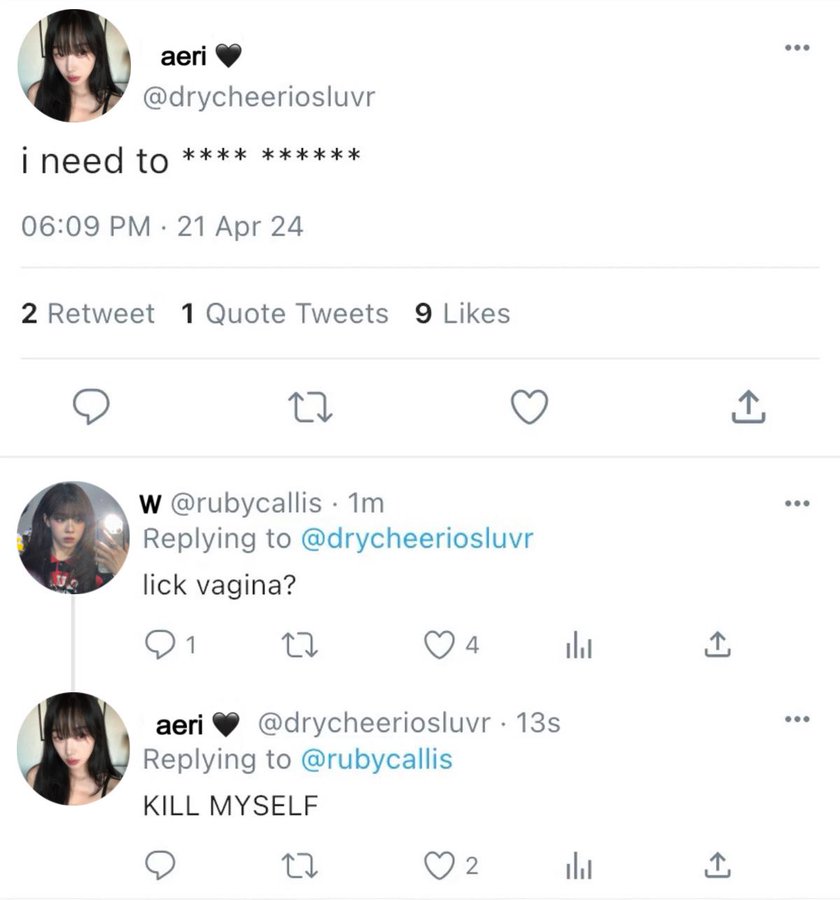 aeri 🖤
@drycheeriosluvr
i need to **** ******
06:09 PM · 21 Apr 24
2 Retweet 1 Quote Tweets 9 Likes
W @rubycallis · 1m
Replying to @drycheeriosluvr
lick vagina?
1 4
aeri 🖤 @drycheeriosluvr · 13s
Replying to @rubycallis
KILL MYSELF
2